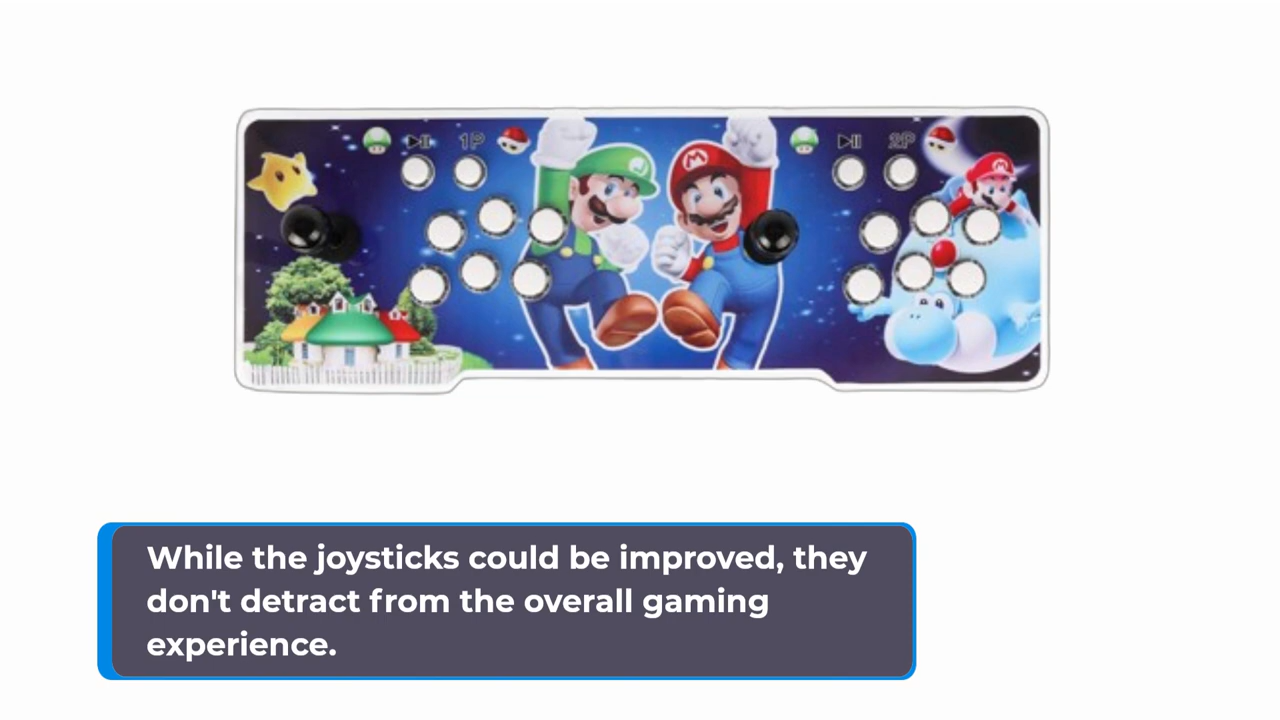 1P
2P
While the joysticks could be improved, they
don't detract from the overall gaming
experience.